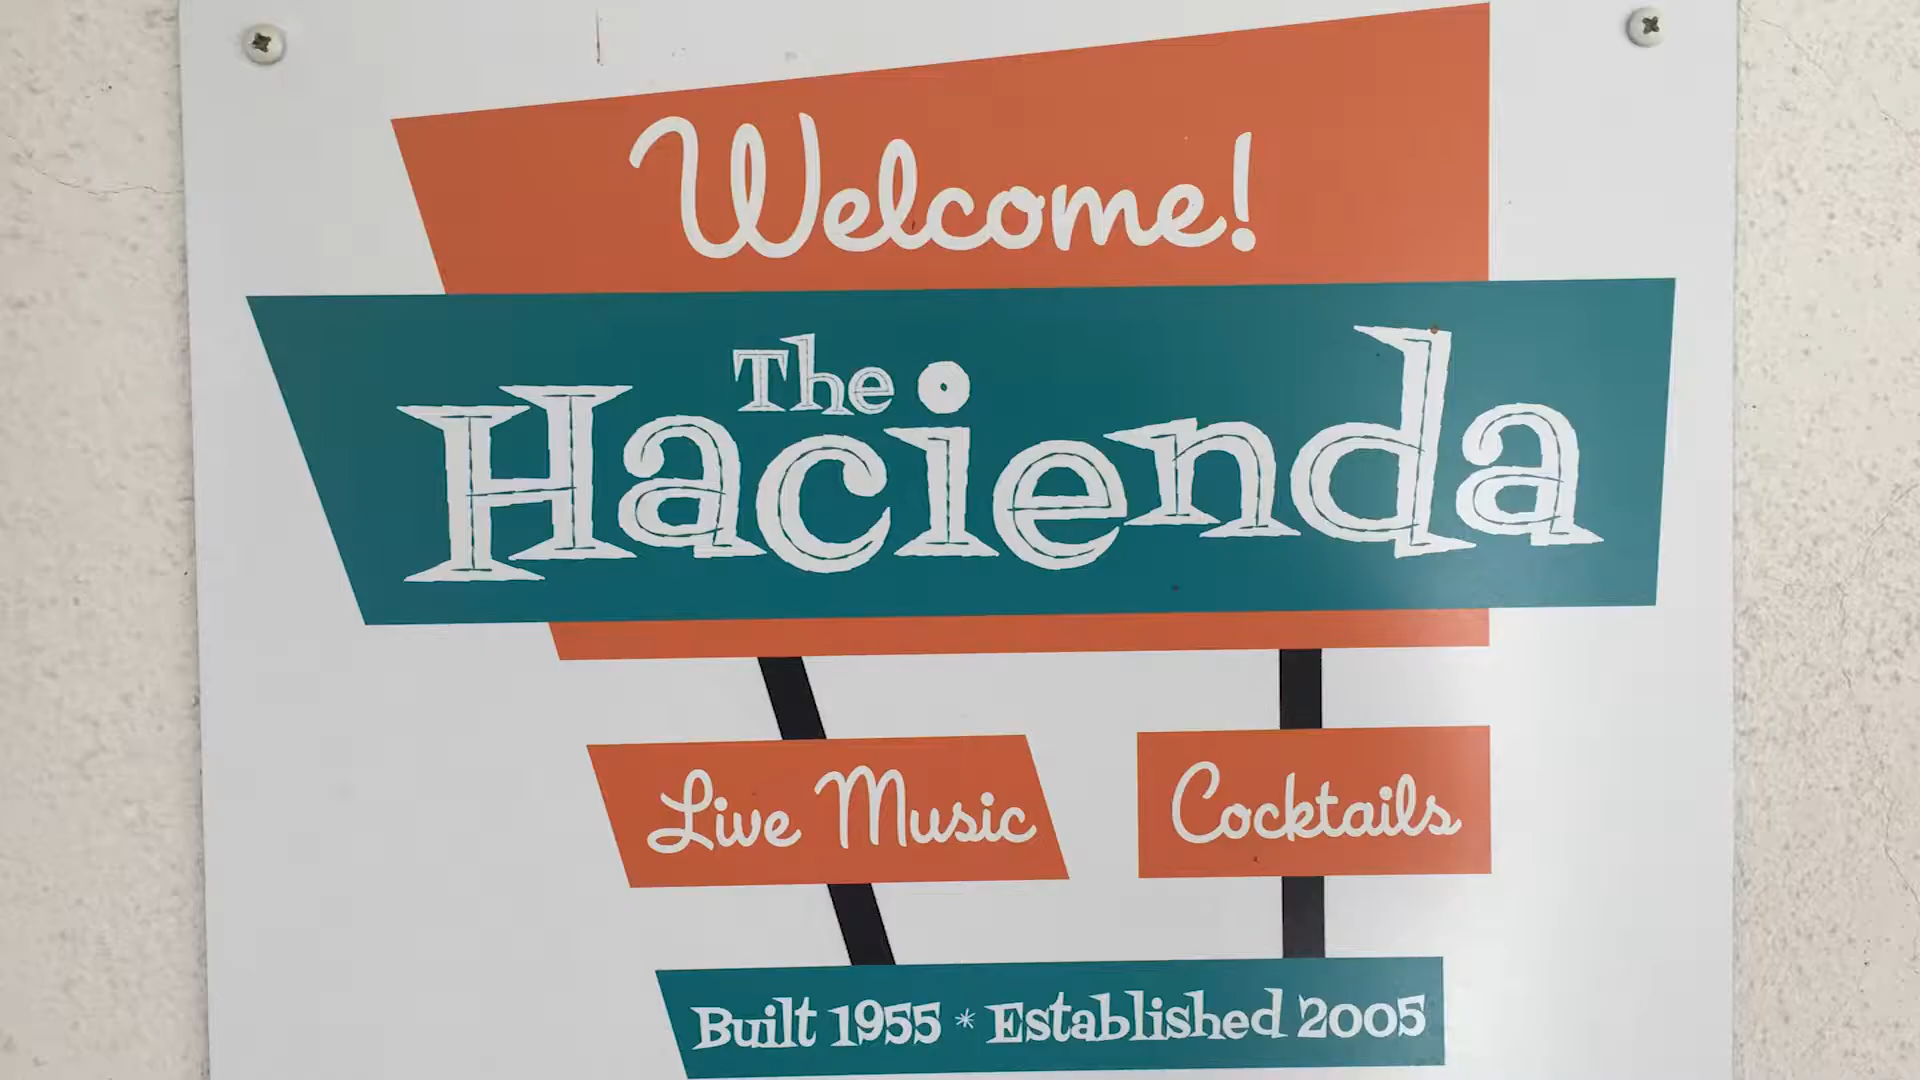 Welcome!
The
Hacienda
Live Music
Cocktails
Built 1955 * Established 2005